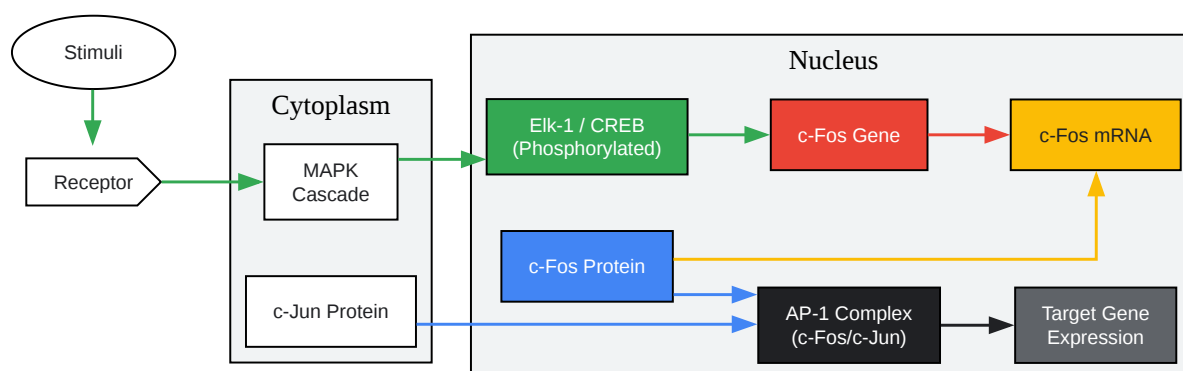 Stimuli
Receptor
Cytoplasm
MAPK
Cascade
c-Jun Protein
Nucleus
Elk-1 / CREB
(Phosphorylated)
c-Fos Gene
c-Fos mRNA
c-Fos Protein
AP-1 Complex
(c-Fos/c-Jun)
Target Gene
Expression